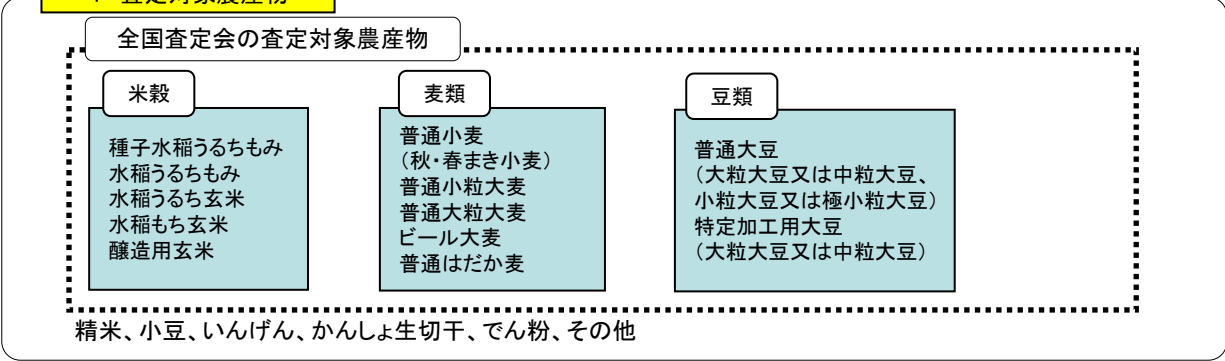 査定対象農産物
全国査定会の査定対象農産物
米穀
種子水稲うるちもみ
水稲うるちもみ
水稲うるち玄米
水稲もち玄米
醸造用玄米
麦類
普通小麦
(秋・春まき小麦)
普通小粒大麦
普通大粒大麦
ビール大麦
普通はだか麦
豆類
普通大豆
(大粒大豆又は中粒大豆、
小粒大豆又は極小粒大豆)
特定加工用大豆
(大粒大豆又は中粒大豆)
精米、小豆、いんげん、かんしょ生切干、でん粉、その他